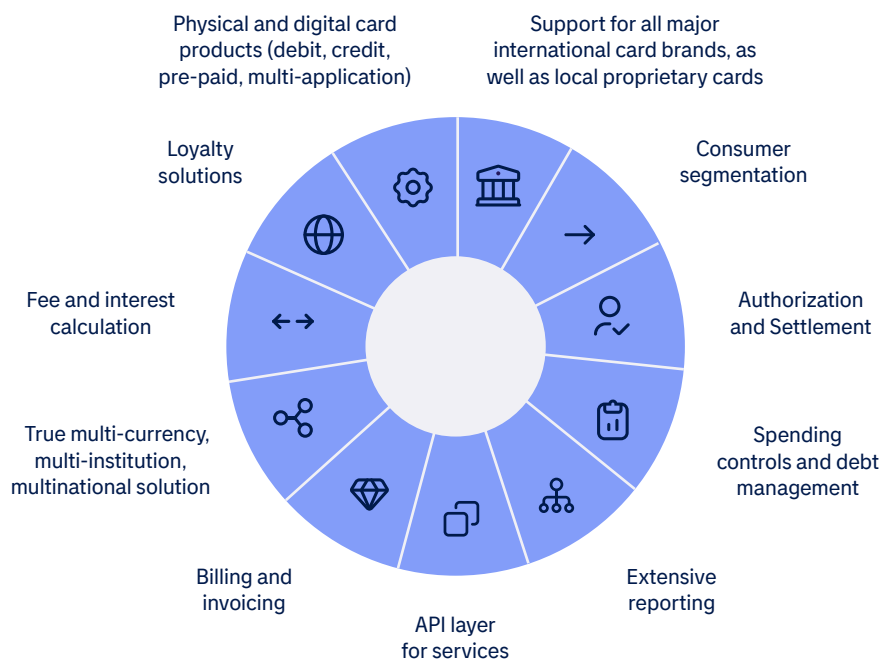 Physical and digital card
products (debit, credit,
pre-paid, multi-application)
Support for all major
international card brands, as
well as local proprietary cards
Loyalty
solutions
Consumer
segmentation
Fee and interest
calculation
Authorization
and Settlement
True multi-currency,
multi-institution,
multinational solution
Spending
controls and debt
management
Billing and
invoicing
Extensive
reporting
API layer
for services